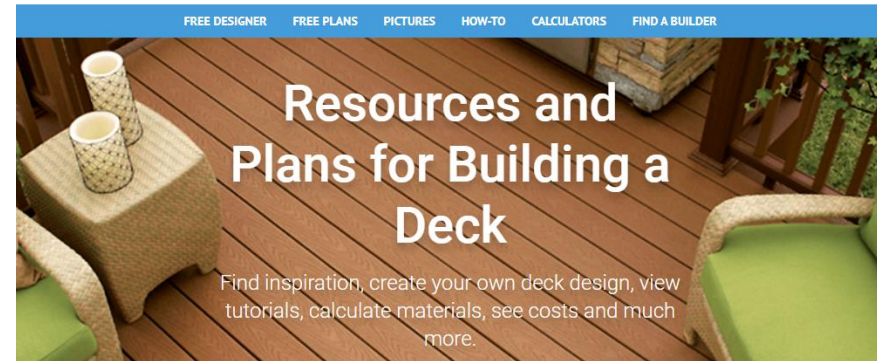 FREE DESIGNER FREE PLANS PICTURES HOW-TO CALCULATORS FIND A BUILDER
Resources and
Plans for Building a
Deck
Find inspiration, create your own deck design, view
tutorials, calculate materials, see costs and much
more.